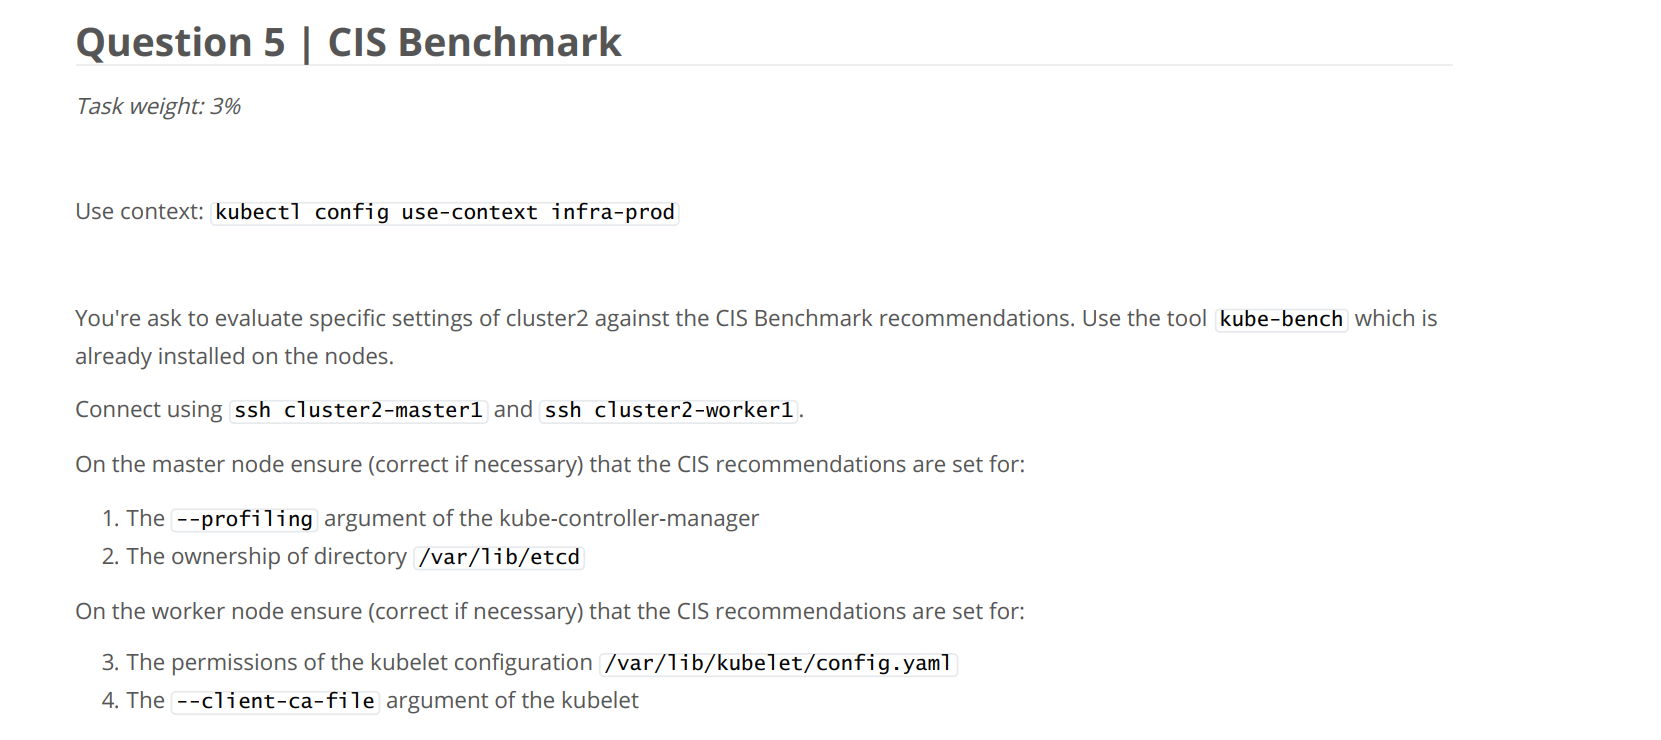 Question 5 | CIS Benchmark
Task weight: 3%
Use context: kubectl config use-context infra-prod
You're ask to evaluate specific settings of cluster2 against the CIS Benchmark recommendations. Use the tool kube-bench which is
already installed on the nodes.
Connect using ssh cluster2-master1 and ssh cluster2-worker1.
On the master node ensure (correct if necessary) that the CIS recommendations are set for:
1. The --profiling argument of the kube-controller-manager
2. The ownership of directory /var/lib/etcd
On the worker node ensure (correct if necessary) that the CIS recommendations are set for:
3. The permissions of the kubelet configuration /var/lib/kubelet/config.yaml
4. The --client-ca-file argument of the kubelet